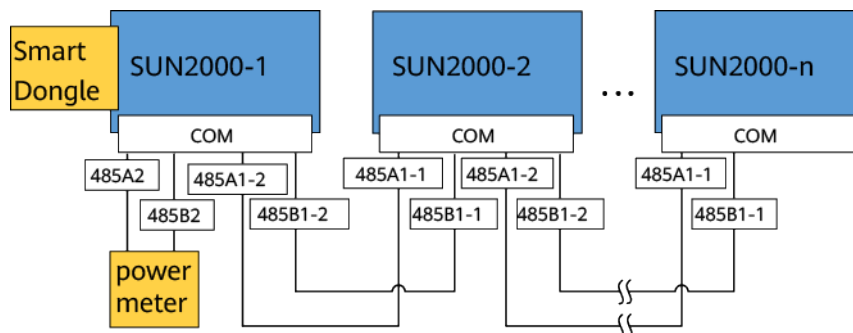 Smart
Dongle
SUN2000-1
SUN2000-2
...
SUN2000-n
COM
COM
COM
485A2
485A1-2
485A1-1
485A1-2
485A1-1
485B2
485B1-2
485B1-1
485B1-2
485B1-1
power
meter